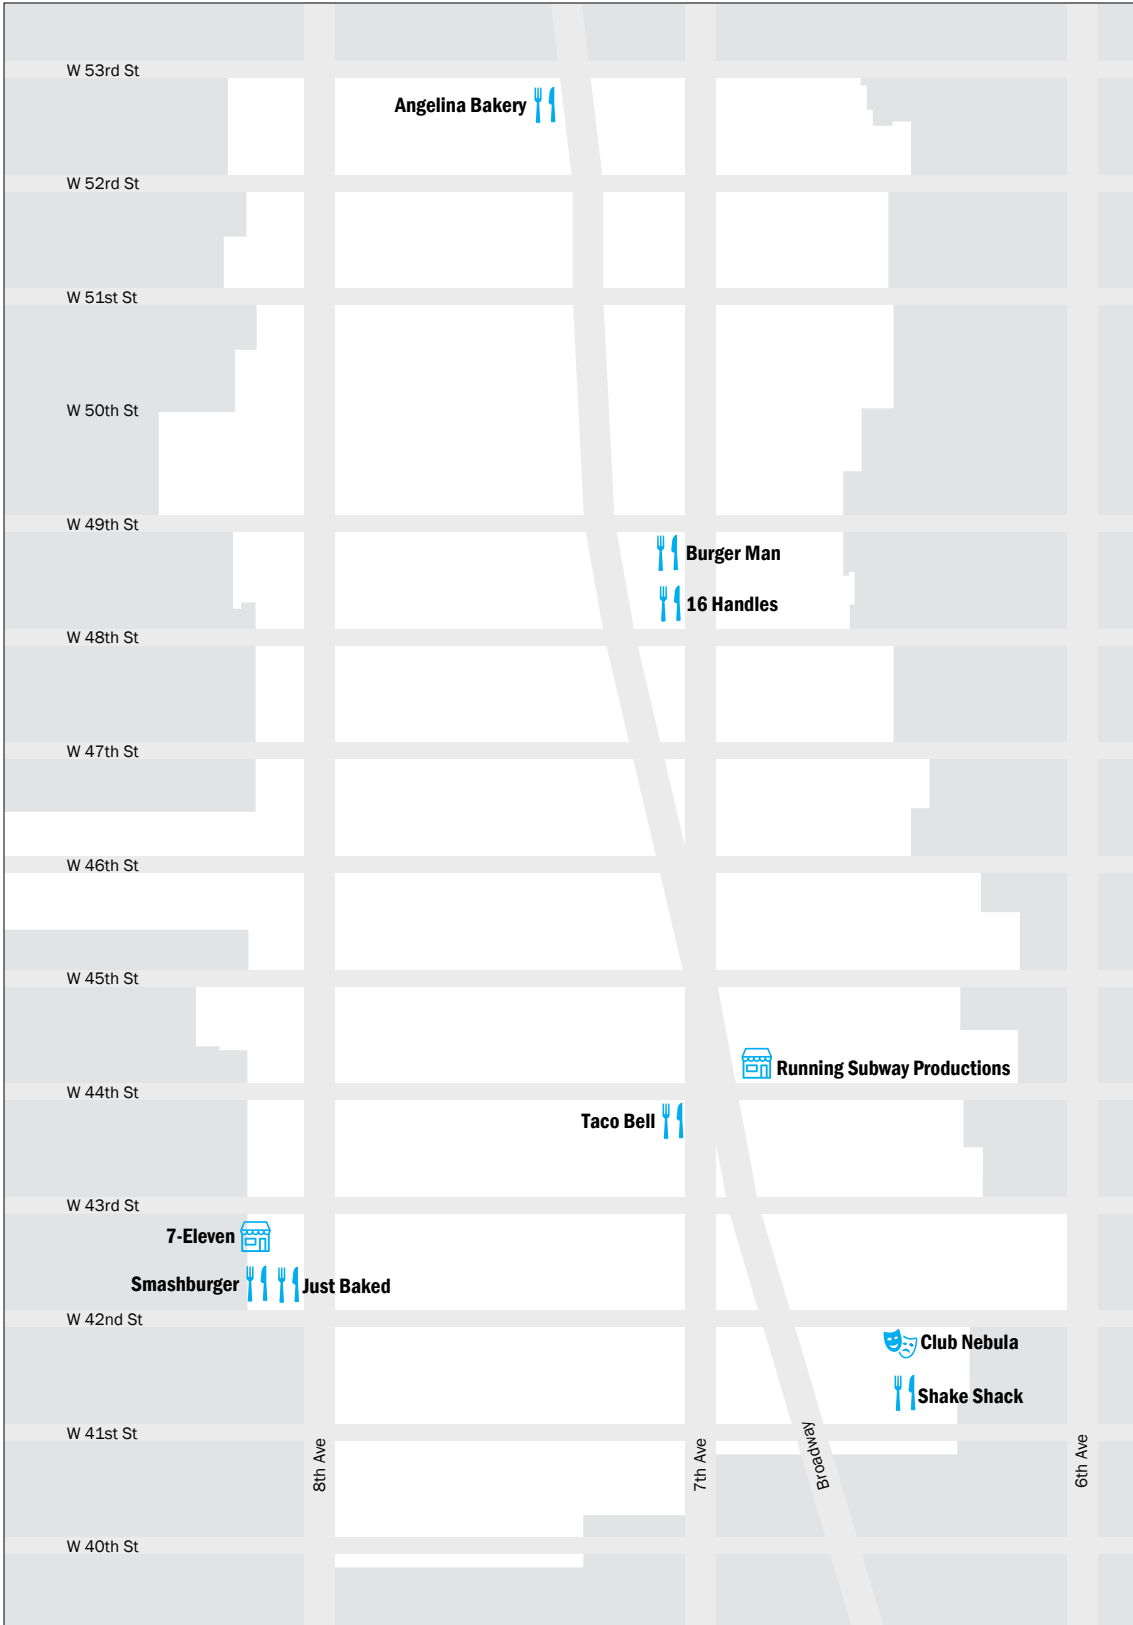 W 53rd St
Angelina Bakery
W 52rd St
W 51st St
W 50th St
W 49th St
Burger Man
16 Handles
W 48th St
W 47th St
W 46th St
W 45th St
Running Subway Productions
W 44th St
Taco Bell
W 43rd St
7-Eleven
Smashburger
Just Baked
W 42nd St
Club Nebula
Shake Shack
W 41st St
8th Ave
7th Ave
Broadway
6th Ave
W 40th St